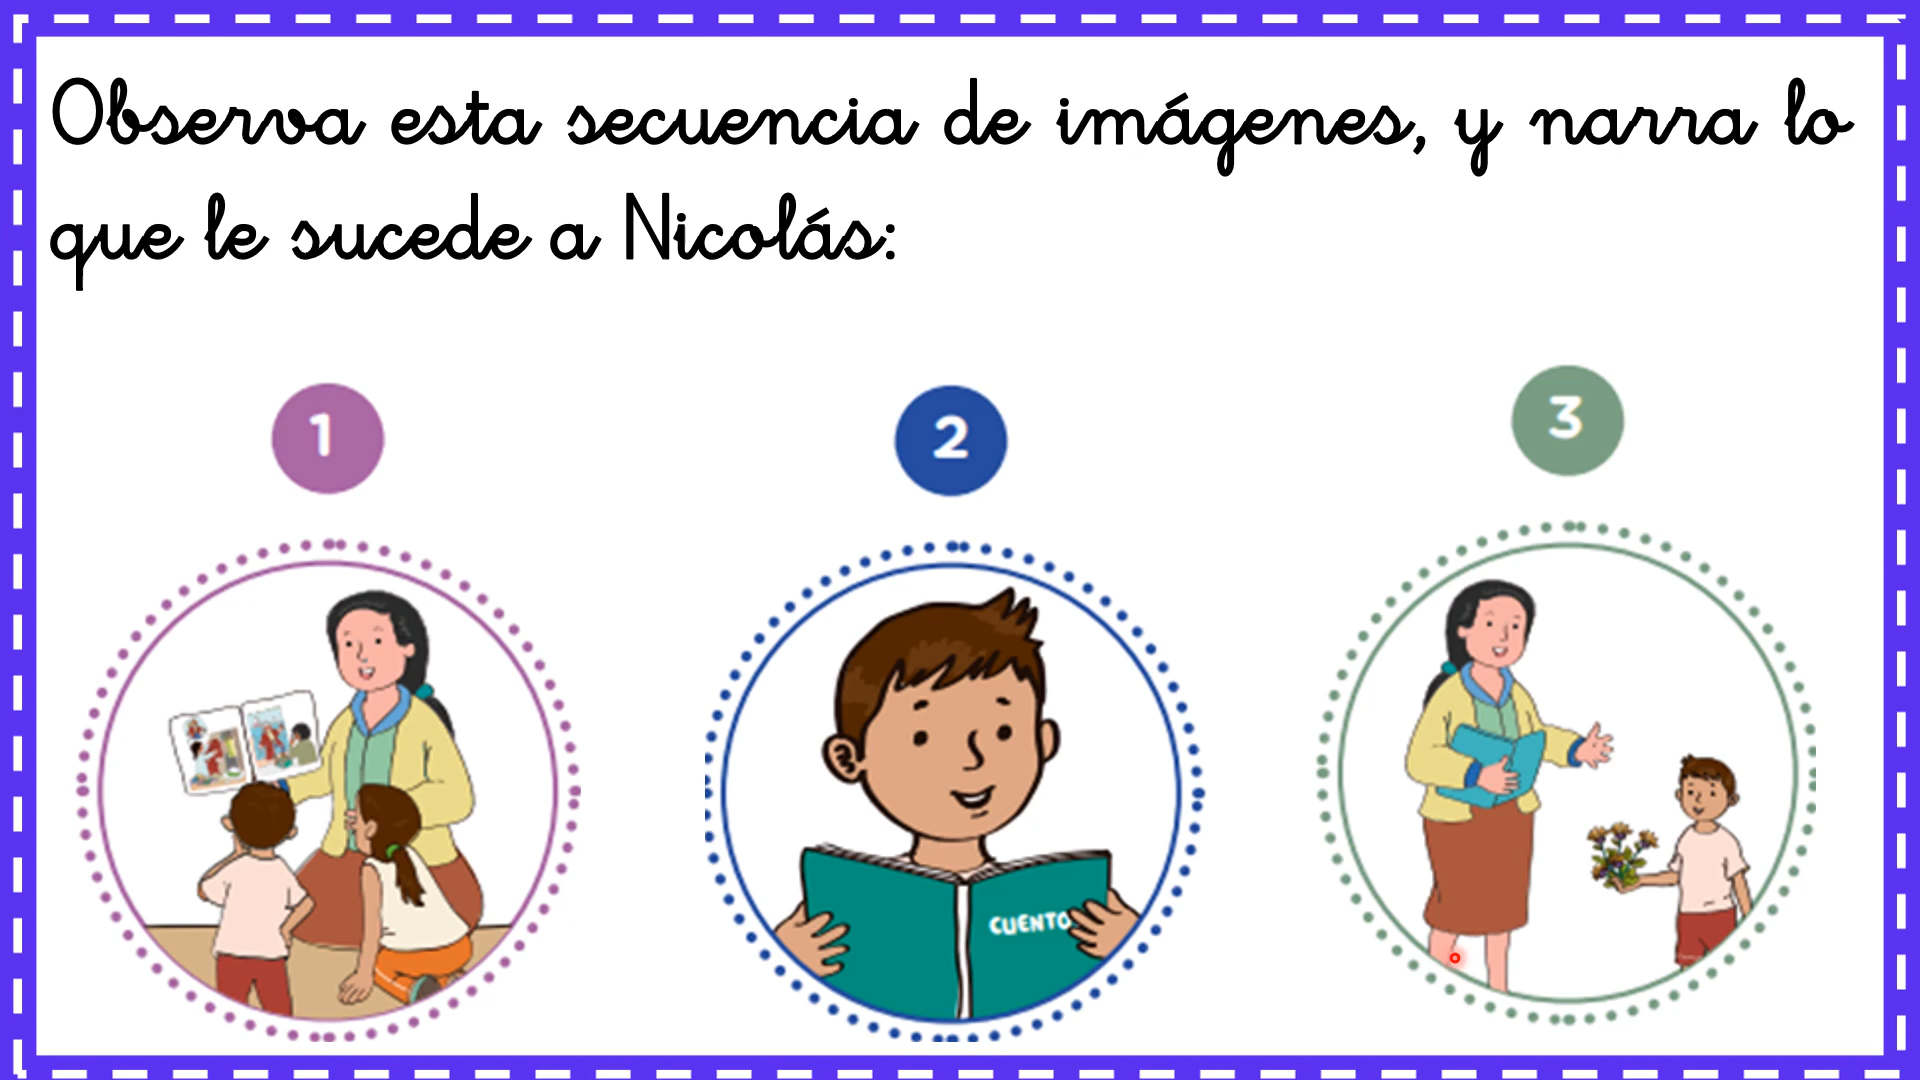 Observa esta secuencia de imágenes, y narra lo
que le sucede a Nicolás:
1
2
3
CUENTO